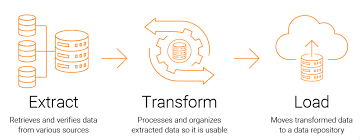 Extract
Retrieves and verifies data
from various sources
Transform
Processes and organizes
extracted data so it is usable
Load
Moves transformed data
to a data repository